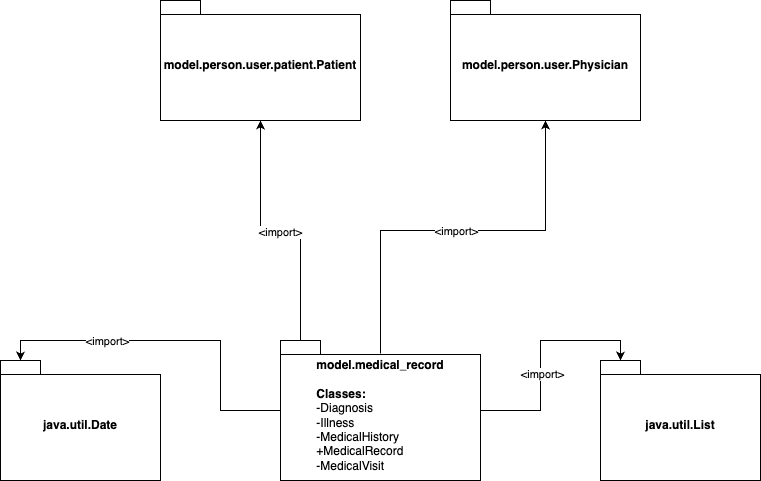 model.person.user.patient.Patient
model.person.user.Physician
<import>
<import>
<import>
<import>
model.medical_record
Classes:
-Diagnosis
-Illness
-MedicalHistory
+MedicalRecord
-MedicalVisit
java.util.Date
java.util.List